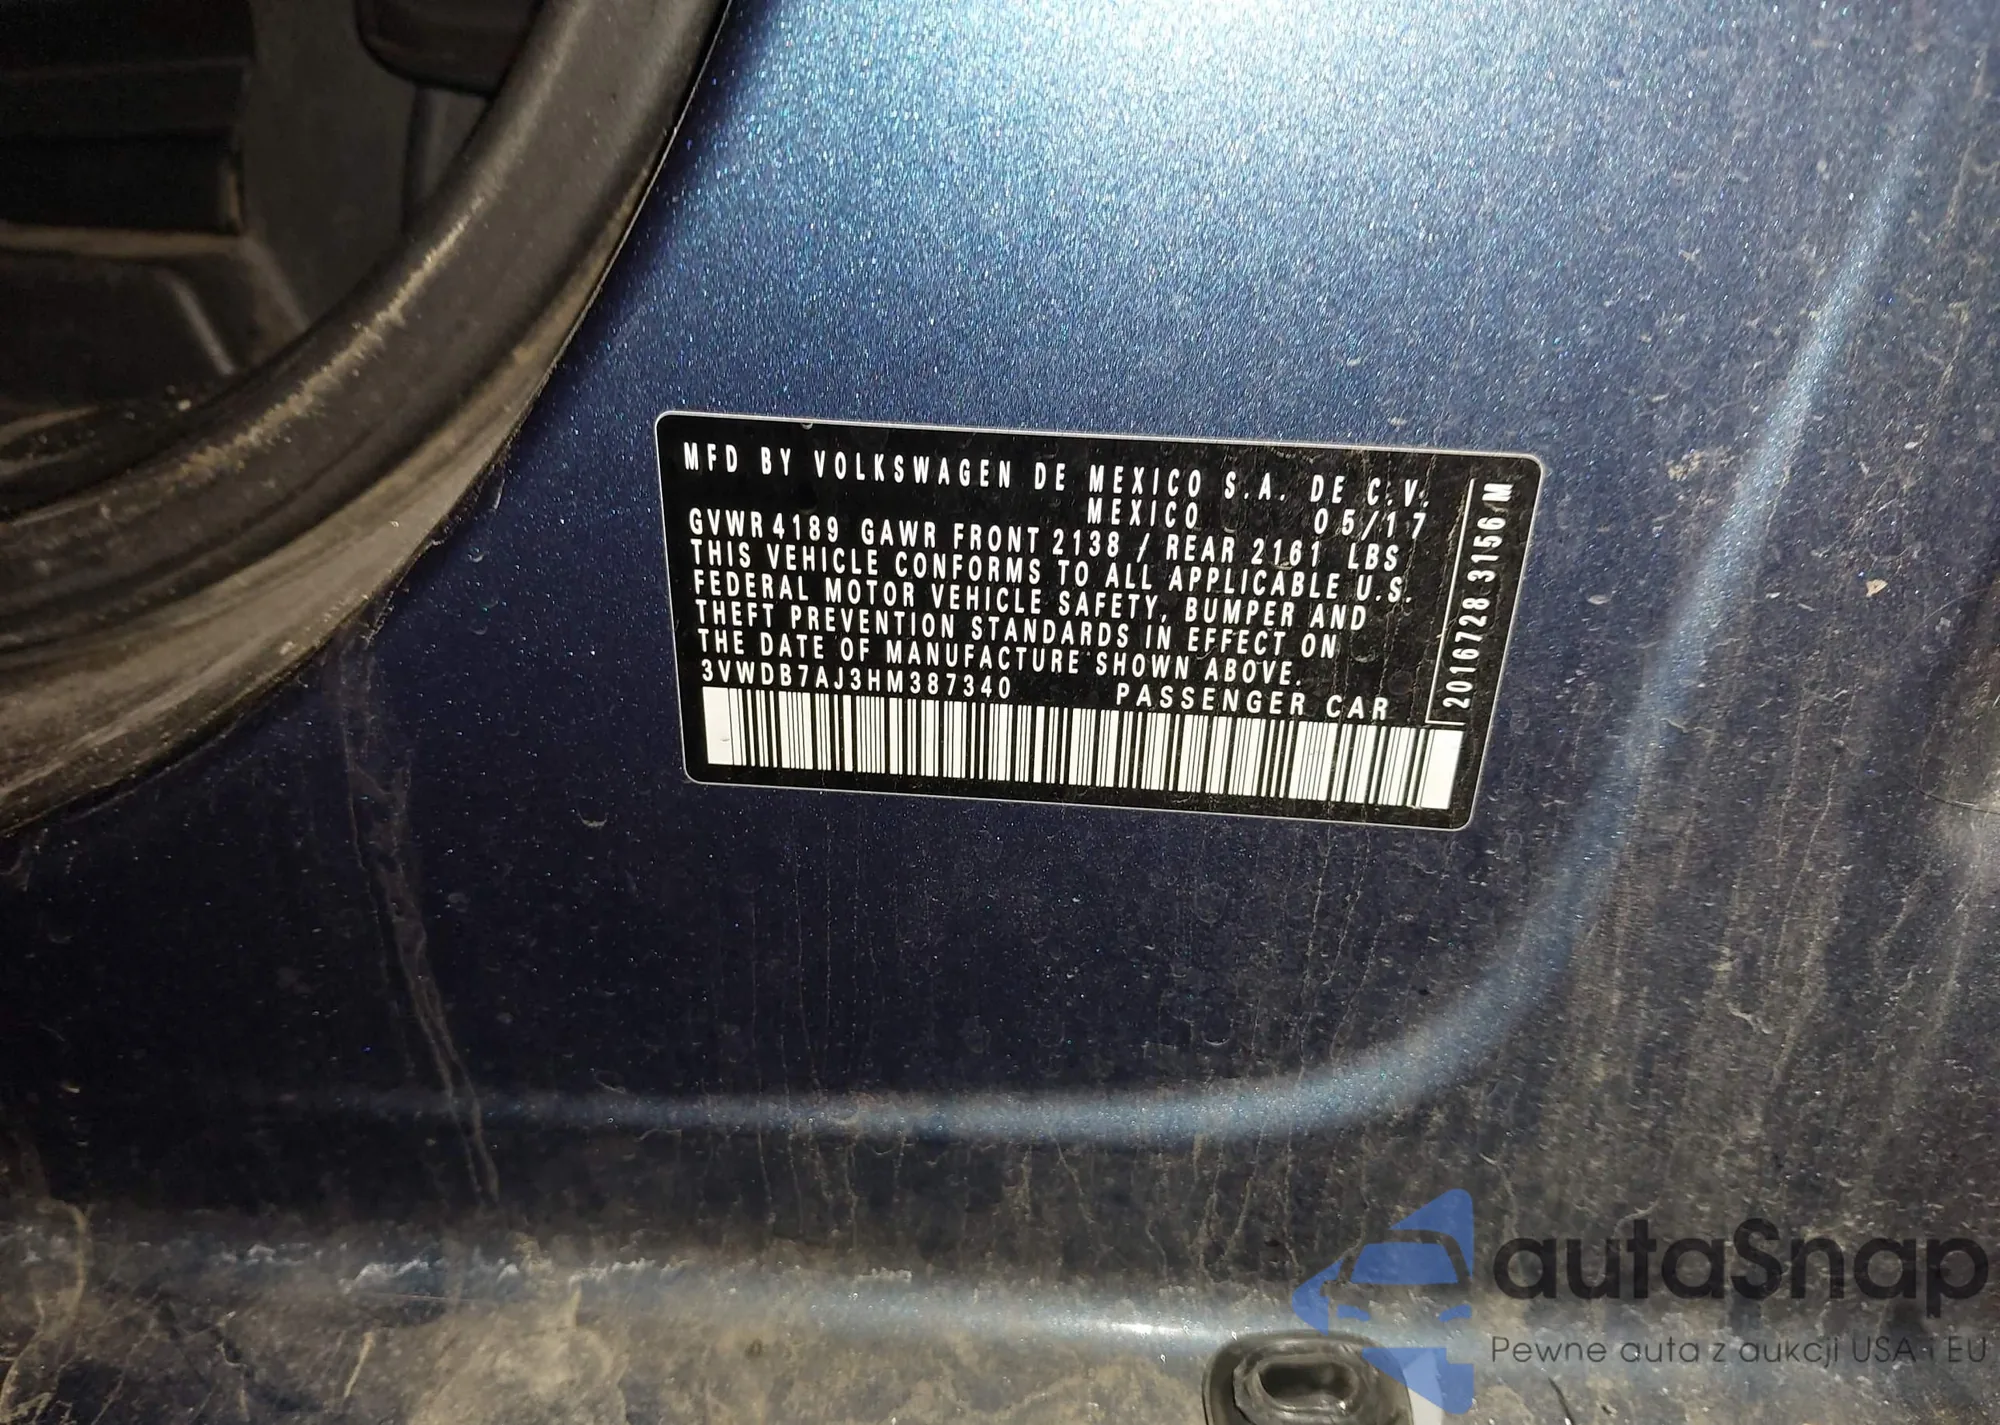 MFD BY VOLKSWAGEN DE MEXICO S.A. DE C.V.
MEXICO 05/17
GVWR 4189 GAWR FRONT 2138 / REAR 2161 LBS
THIS VEHICLE CONFORMS TO ALL APPLICABLE U.S.
FEDERAL MOTOR VEHICLE SAFETY, BUMPER AND
THEFT PREVENTION STANDARDS IN EFFECT ON
THE DATE OF MANUFACTURE SHOWN ABOVE.
3VWDB7AJ3HM387340 PASSENGER CAR
2016728 3156 M
autaSnap
Pewne auta z aukcji USA i EU